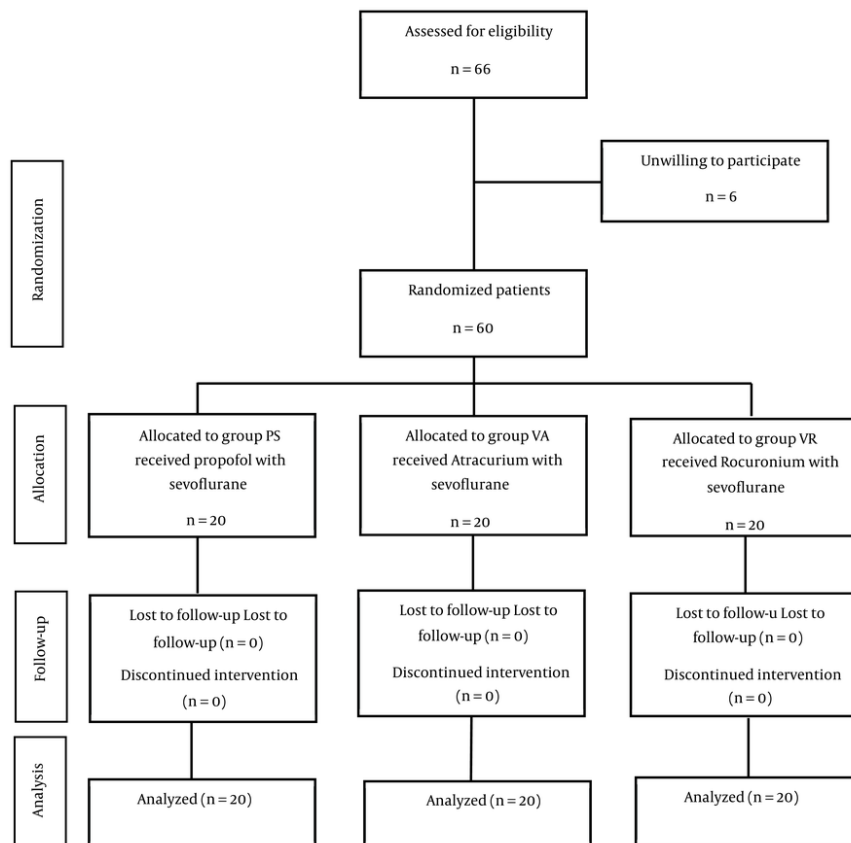 Assessed for eligibility
n = 66
Unwilling to participate
n = 6
Randomization
Randomized patients
n = 60
Allocation
Allocated to group PS
received propofol with
sevoflurane
n = 20
Allocated to group VA
received Atracurium with
sevoflurane
n = 20
Allocated to group VR
received Rocuronium with
sevoflurane
n = 20
Follow-up
Lost to follow-up Lost to
follow-up (n = 0)
Discontinued intervention
(n = 0)
Lost to follow-up Lost to
follow-up (n = 0)
Discontinued intervention
(n = 0)
Lost to follow-u Lost to
follow-up (n = 0)
Discontinued intervention
(n = 0)
Analysis
Analyzed (n = 20)
Analyzed (n = 20)
Analyzed (n = 20)